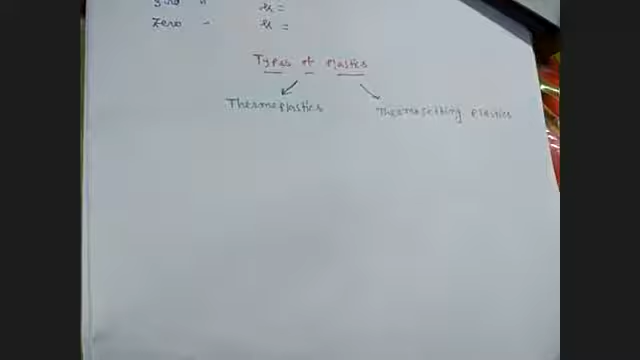 Zero - k =
Types of Plastics
Thermoplastics
Thermosetting Plastics